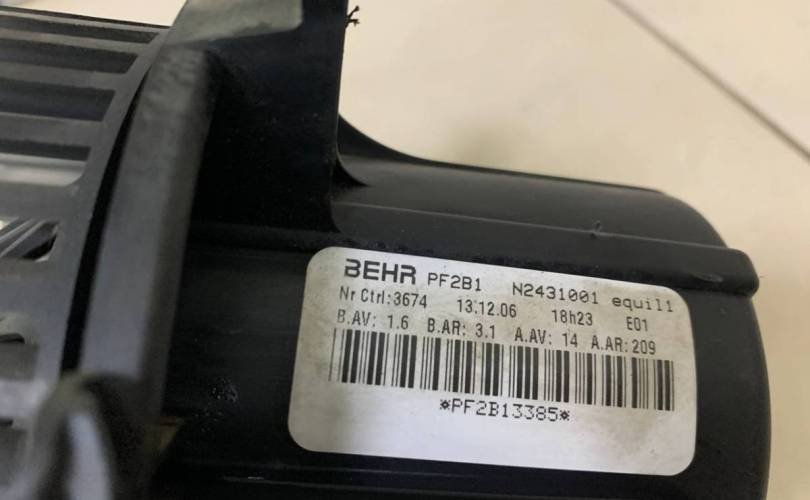 BEHR PF2B1 N2431001 equil1
Nr Ctrl:3674 13.12.06 18h23 E01
B.AV: 1.6 B.AR: 3.1 A.AV: 14 A.AR:209
*PF2B13385*